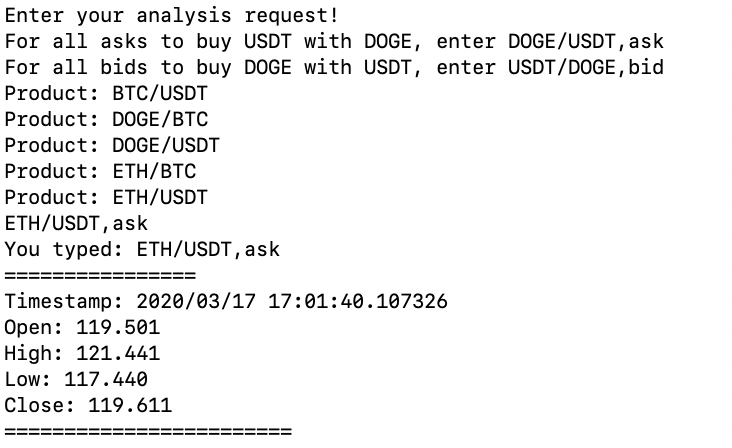 Enter your analysis request!
For all asks to buy USDT with DOGE, enter DOGE/USDT,ask
For all bids to buy DOGE with USDT, enter USDT/DOGE,bid
Product: BTC/USDT
Product: DOGE/BTC
Product: DOGE/USDT
Product: ETH/BTC
Product: ETH/USDT
ETH/USDT,ask
You typed: ETH/USDT,ask
================
Timestamp: 2020/03/17 17:01:40.107326
Open: 119.501
High: 121.441
Low: 117.440
Close: 119.611
========================